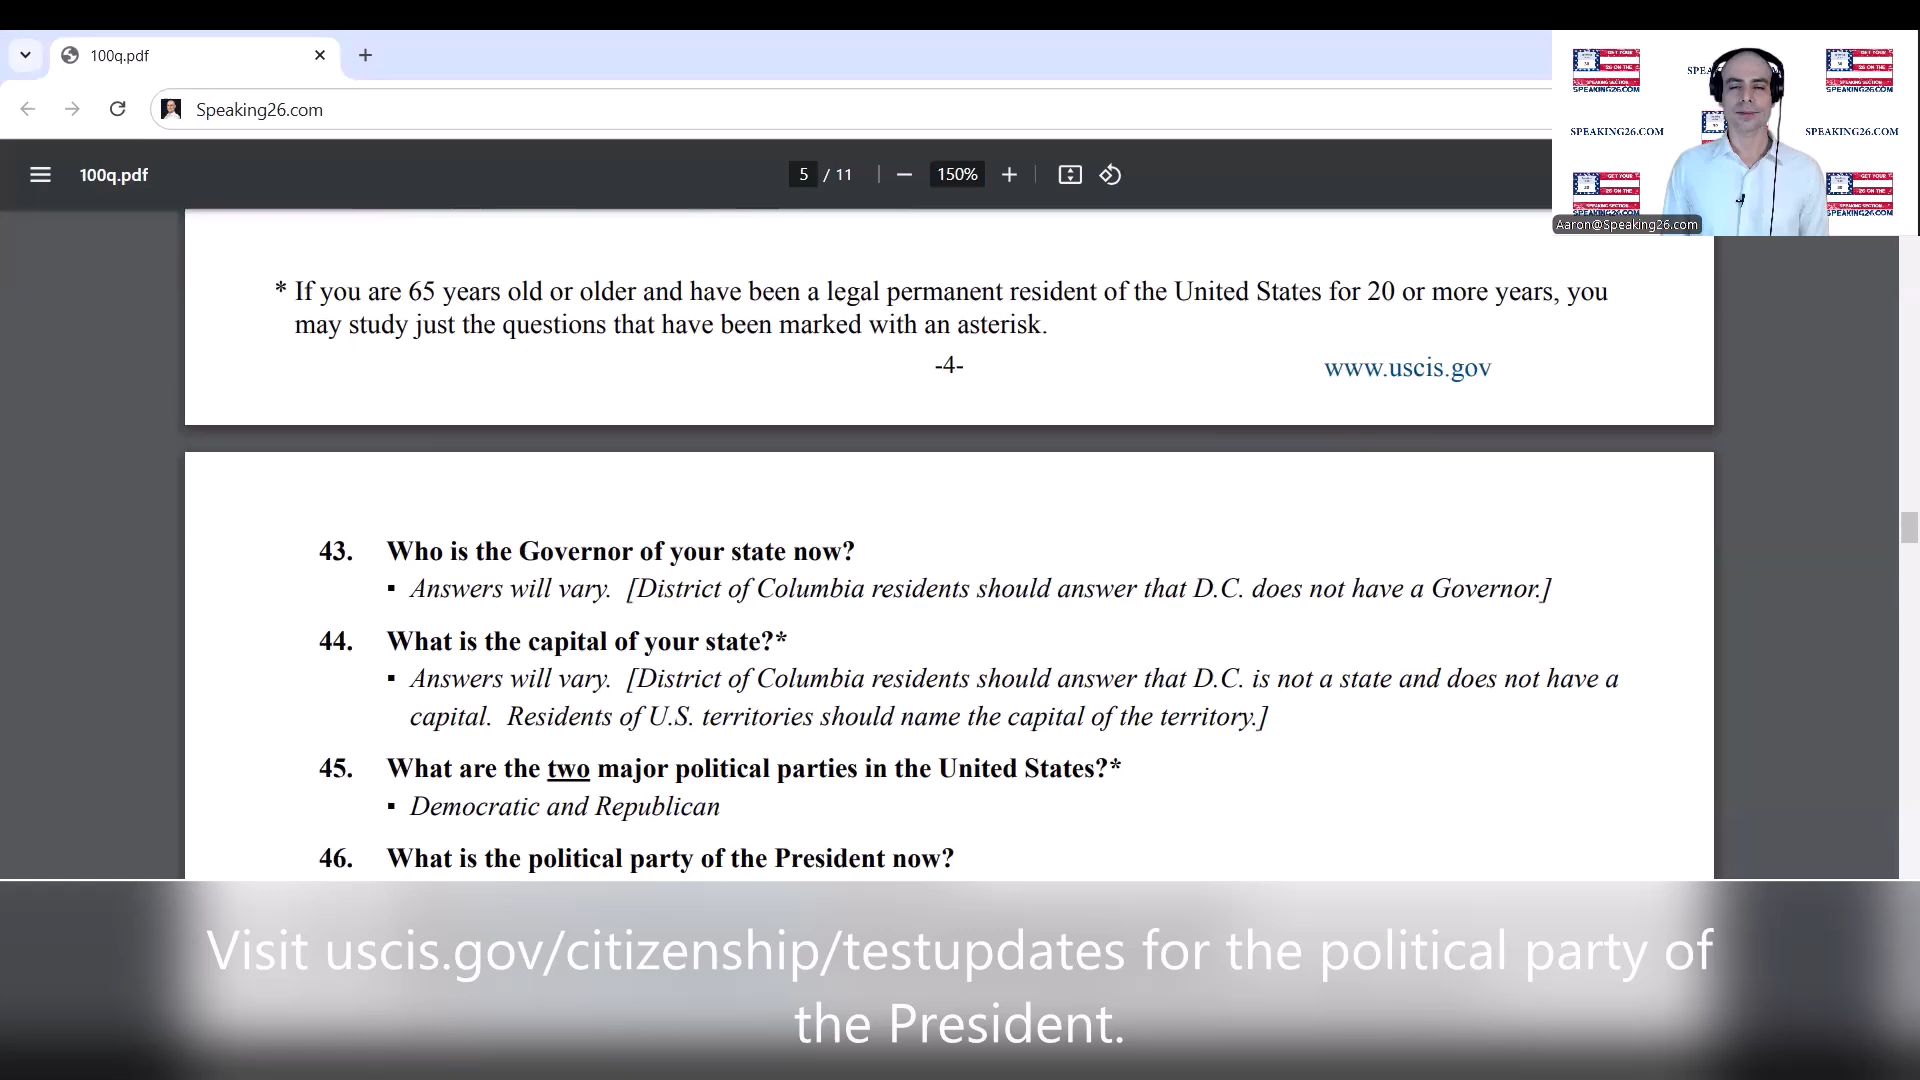 100q.pdf
Speaking26.com
100q.pdf
5 / 11
150%
SPEAKING26.COM
SPEAKING26.COM
SPEAKING26.COM
SPEAKING26.COM
Aaron@Speaking26.com
* If you are 65 years old or older and have been a legal permanent resident of the United States for 20 or more years, you
may study just the questions that have been marked with an asterisk.
-4-
www.uscis.gov
43. Who is the Governor of your state now?
▪ Answers will vary. [District of Columbia residents should answer that D.C. does not have a Governor.]
44. What is the capital of your state?*
▪ Answers will vary. [District of Columbia residents should answer that D.C. is not a state and does not have a
capital. Residents of U.S. territories should name the capital of the territory.]
45. What are the two major political parties in the United States?*
▪ Democratic and Republican
46. What is the political party of the President now?
Visit uscis.gov/citizenship/testupdates for the political party of
the President.